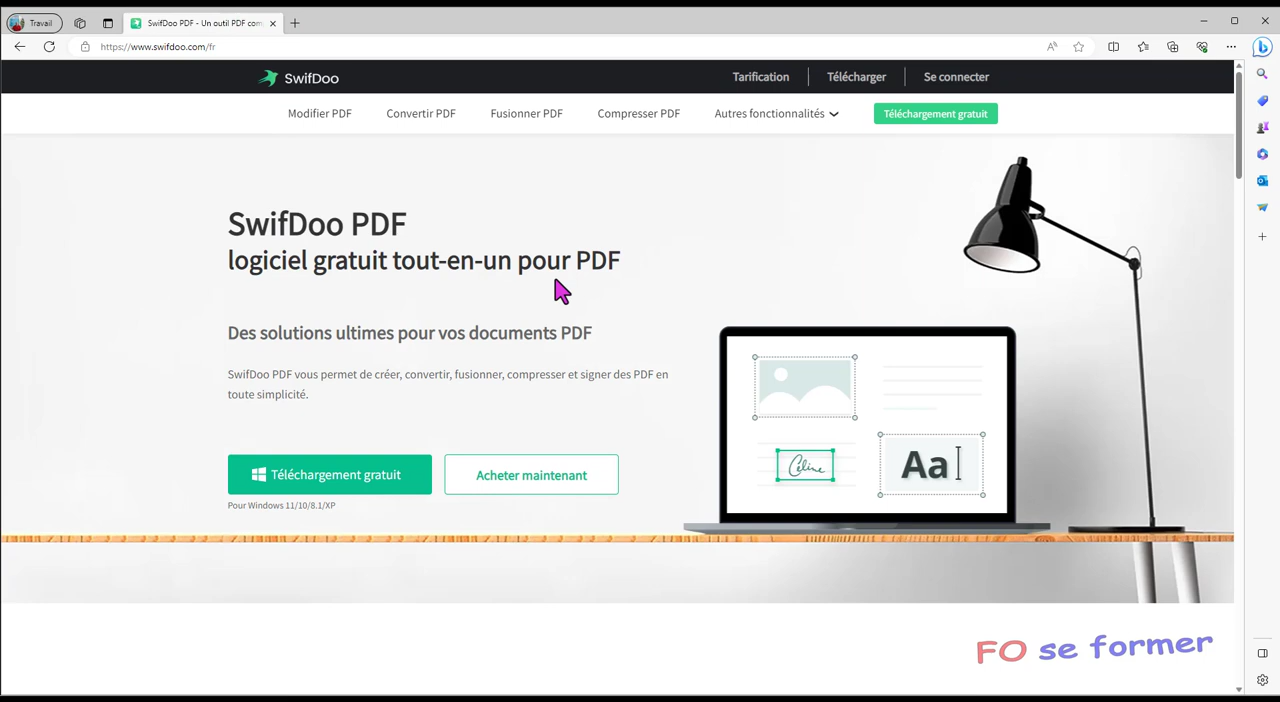 Travail
SwifDoo PDF - Un outil PDF com
https://www.swifdoo.com/fr
SwifDoo
Tarification
Télécharger
Se connecter
Modifier PDF
Convertir PDF
Fusionner PDF
Compresser PDF
Autres fonctionnalités
Téléchargement gratuit
SwifDoo PDF
logiciel gratuit tout-en-un pour PDF
Des solutions ultimes pour vos documents PDF
SwifDoo PDF vous permet de créer, convertir, fusionner, compresser et signer des PDF en
toute simplicité.
Téléchargement gratuit
Acheter maintenant
Pour Windows 11/10/8.1/XP
Céline
Aa
FO se former